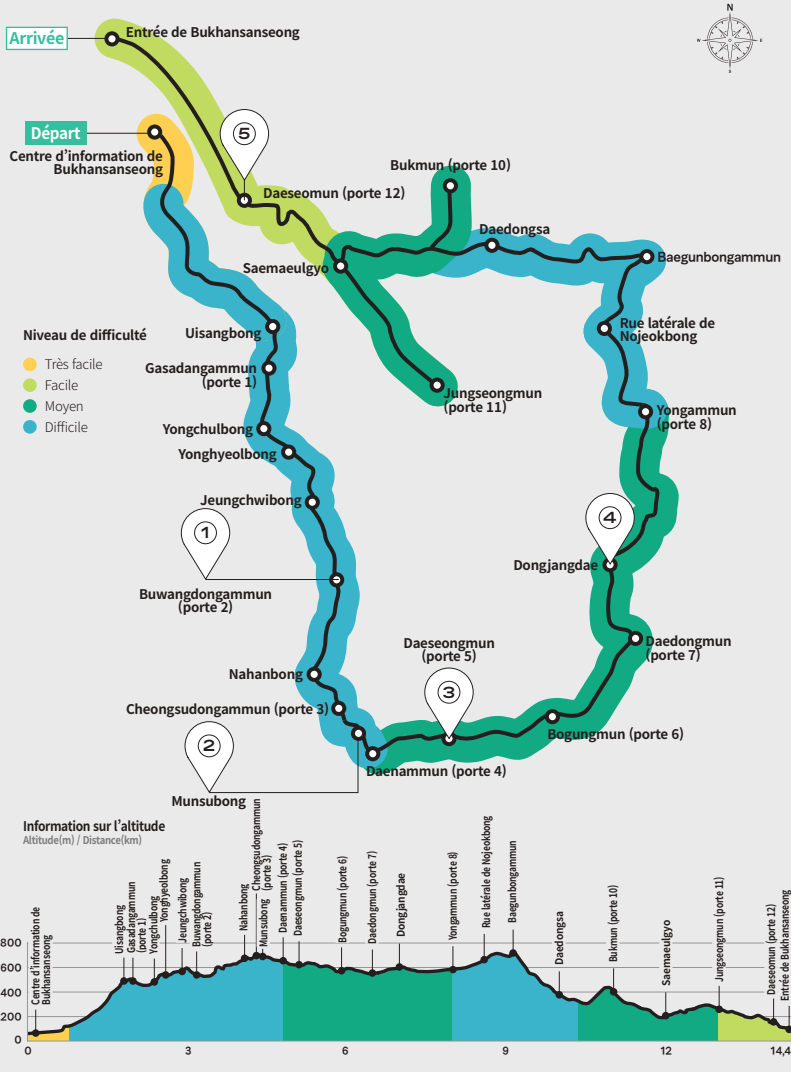 N
W
E
S
Arrivée
Entrée de Bukhansanseong
Départ
Centre d'information de
Bukhansanseong
5
Daeseomun (porte 12)
Bukmun (porte 10)
Daedongsa
Baegunbongammun
Saemaeulgyo
Rue latérale de
Nojeokbong
Uisangbong
Niveau de difficulté
Très facile
Facile
Moyen
Difficile
Gasadangammun
(porte 1)
Jungseongmun
(porte 11)
Yongammun
(porte 8)
Yongchulbong
Yonghyeolbong
Jeungchwibong
1
4
Dongjangdae
Buwangdongammun
(porte 2)
Daeseongmun
(porte 5)
Daedongmun
(porte 7)
Nahanbong
3
Cheongsudongammun (porte 3)
2
Bogungmun (porte 6)
Daenammun (porte 4)
Munsubong
Information sur l'altitude
Altitude(m) / Distance(km)
Centre d'information de
Bukhansanseong
Uisangbong
Gasadangammun
(porte 1)
Yongchulbong
Yonghyeolbong
Jeungchwibong
Buwangdongammun
(porte 2)
Nahanbong
Cheongsudongammun
(porte 3)
Munsubong
Daenammun (porte 4)
Daeseongmun (porte 5)
Bogungmun (porte 6)
Daedongmun (porte 7)
Dongjangdae
Yongammun (porte 8)
Rue latérale de Nojeokbong
Baegunbongammun
Daedongsa
Bukmun (porte 10)
Saemaeulgyo
Jungseongmun (porte 11)
Daeseomun (porte 12)
Entrée de Bukhansanseong
800
600
400
200
0
0
3
6
9
12
14,4